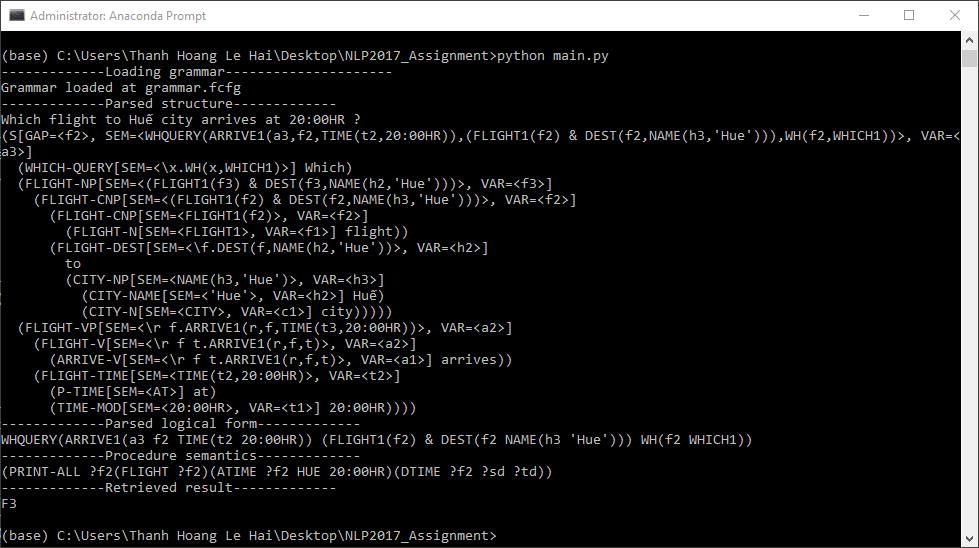 Administrator: Anaconda Prompt
(base) C:\Users\Thanh Hoang Le Hai\Desktop\NLP2017_Assignment>python main.py
-------------Loading grammar---------------------
Grammar loaded at grammar.fcfg
-------------Parsed structure-------------
Which flight to Huế city arrives at 20:00HR ?
(S[GAP=<f2>, SEM=<WHQUERY(ARRIVE1(a3,f2,TIME(t2,20:00HR)),(FLIGHT1(f2) & DEST(f2,NAME(h3,'Hue'))),WH(f2,WHICH1))>, VAR=<
a3>]
  (WHICH-QUERY[SEM=<\x.WH(x,WHICH1)>] Which)
  (FLIGHT-NP[SEM=<(FLIGHT1(f3) & DEST(f3,NAME(h2,'Hue')))>, VAR=<f3>]
    (FLIGHT-CNP[SEM=<(FLIGHT1(f2) & DEST(f2,NAME(h3,'Hue')))>, VAR=<f2>]
      (FLIGHT-CNP[SEM=<FLIGHT1(f2)>, VAR=<f2>]
        (FLIGHT-N[SEM=<FLIGHT1>, VAR=<f1>] flight))
      (FLIGHT-DEST[SEM=<\f.DEST(f,NAME(h2,'Hue'))>, VAR=<h2>]
        to
        (CITY-NP[SEM=<NAME(h3,'Hue')>, VAR=<h3>]
          (CITY-NAME[SEM=<'Hue'>, VAR=<h2>] Huế)
          (CITY-N[SEM=<CITY>, VAR=<c1>] city)))))
  (FLIGHT-VP[SEM=<\r f.ARRIVE1(r,f,TIME(t3,20:00HR))>, VAR=<a2>]
    (FLIGHT-V[SEM=<\r f t.ARRIVE1(r,f,t)>, VAR=<a2>]
      (ARRIVE-V[SEM=<\r f t.ARRIVE1(r,f,t)>, VAR=<a1>] arrives))
    (FLIGHT-TIME[SEM=<TIME(t2,20:00HR)>, VAR=<t2>]
      (P-TIME[SEM=<AT>] at)
      (TIME-MOD[SEM=<20:00HR>, VAR=<t1>] 20:00HR))))
-------------Parsed logical form-------------
WHQUERY(ARRIVE1(a3 f2 TIME(t2 20:00HR)) (FLIGHT1(f2) & DEST(f2 NAME(h3 'Hue'))) WH(f2 WHICH1))
-------------Procedure semantics-------------
(PRINT-ALL ?f2(FLIGHT ?f2)(ATIME ?f2 HUE 20:00HR)(DTIME ?f2 ?sd ?td))
-------------Retrieved result-------------
F3
(base) C:\Users\Thanh Hoang Le Hai\Desktop\NLP2017_Assignment>